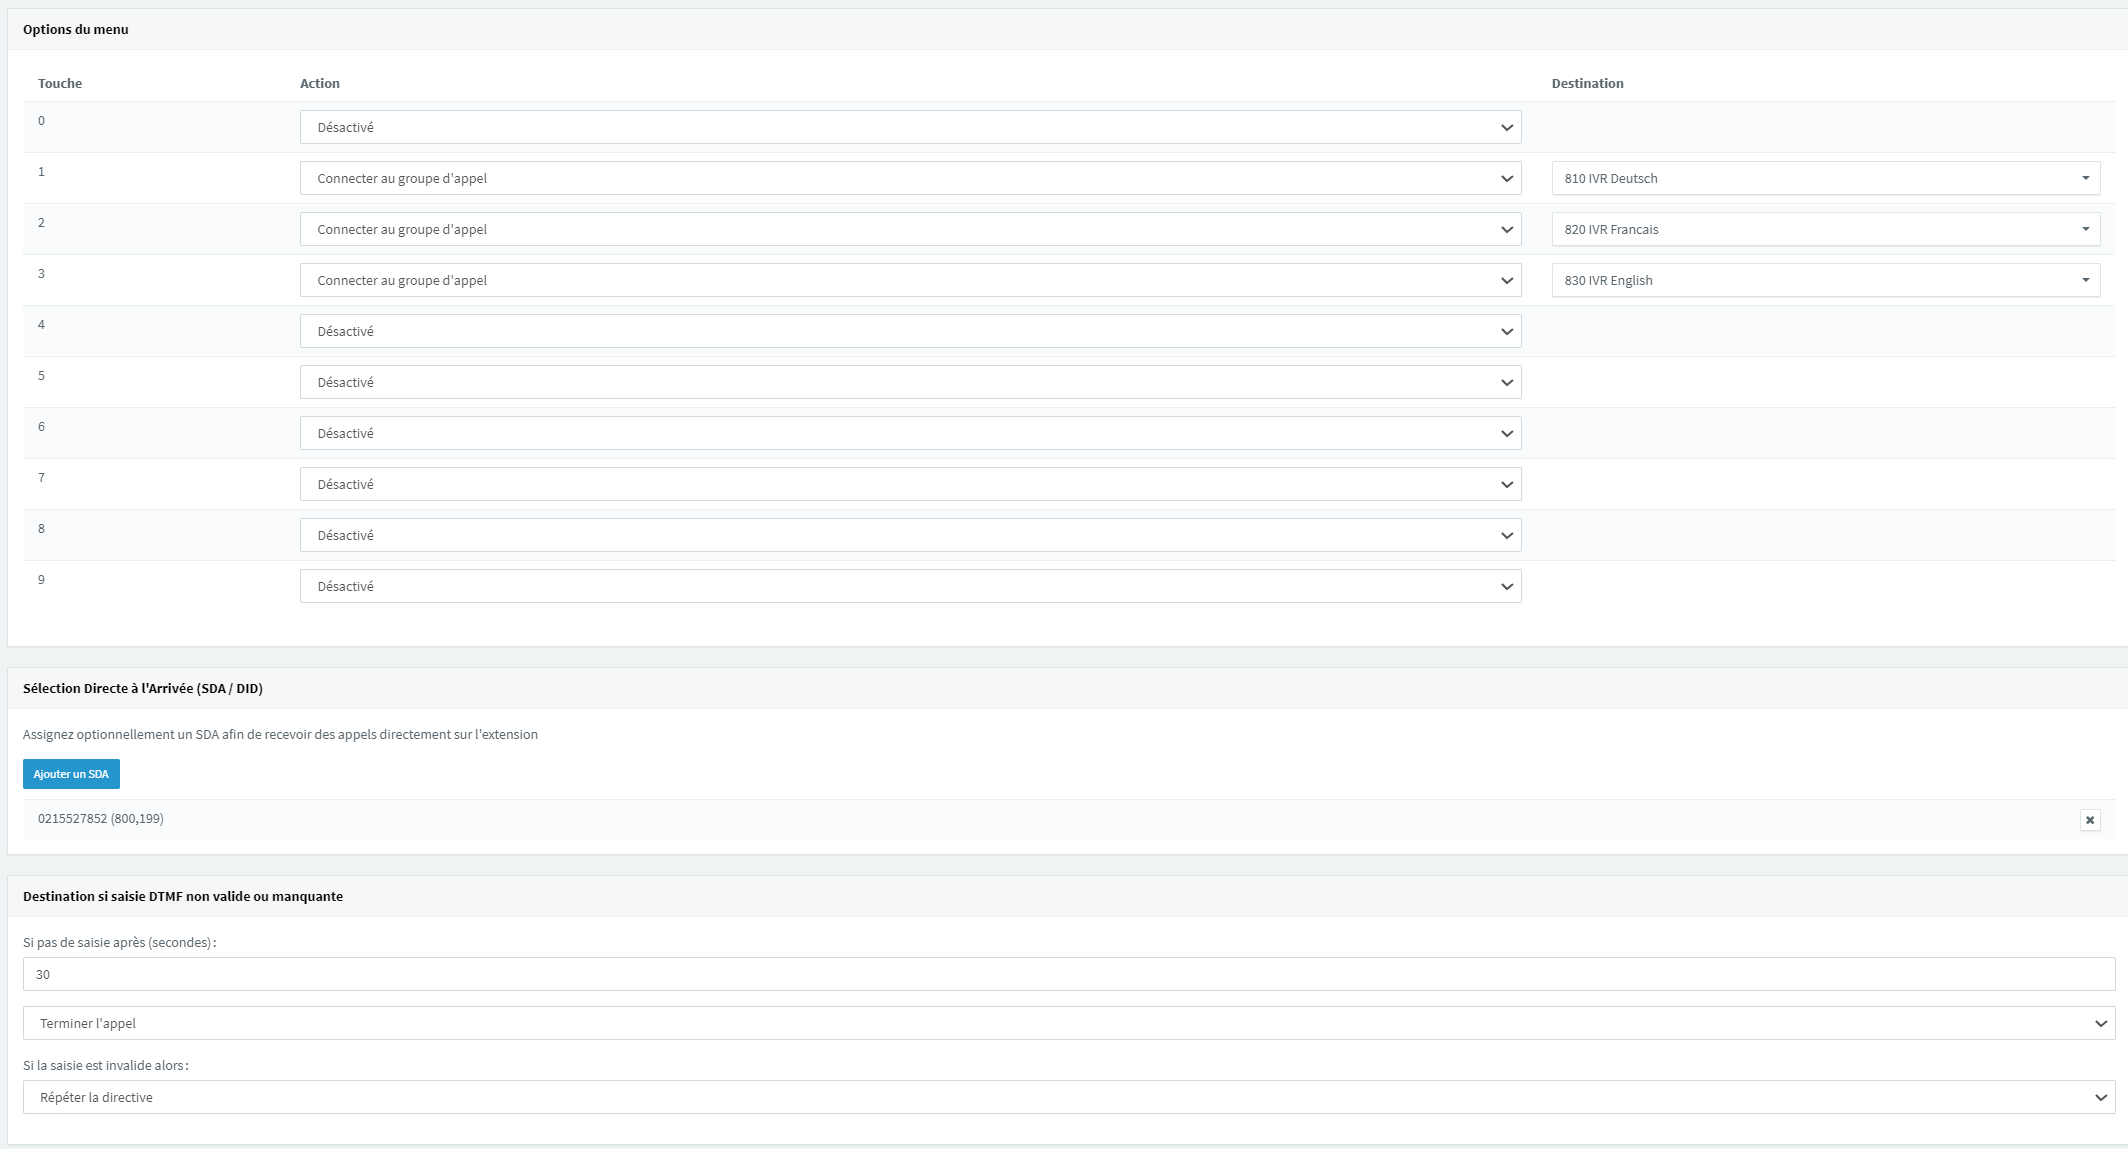 Options du menu
Touche Action Destination
0 Désactivé
1 Connecter au groupe d'appel 810 IVR Deutsch
2 Connecter au groupe d'appel 820 IVR Francais
3 Connecter au groupe d'appel 830 IVR English
4 Désactivé
5 Désactivé
6 Désactivé
7 Désactivé
8 Désactivé
9 Désactivé
Sélection Directe à l'Arrivée (SDA / DID)
Assignez optionnellement un SDA afin de recevoir des appels directement sur l'extension
Ajouter un SDA
0215527852 (800,199)
Destination si saisie DTMF non valide ou manquante
Si pas de saisie après (secondes) :
30
Terminer l'appel
Si la saisie est invalide alors :
Répéter la directive